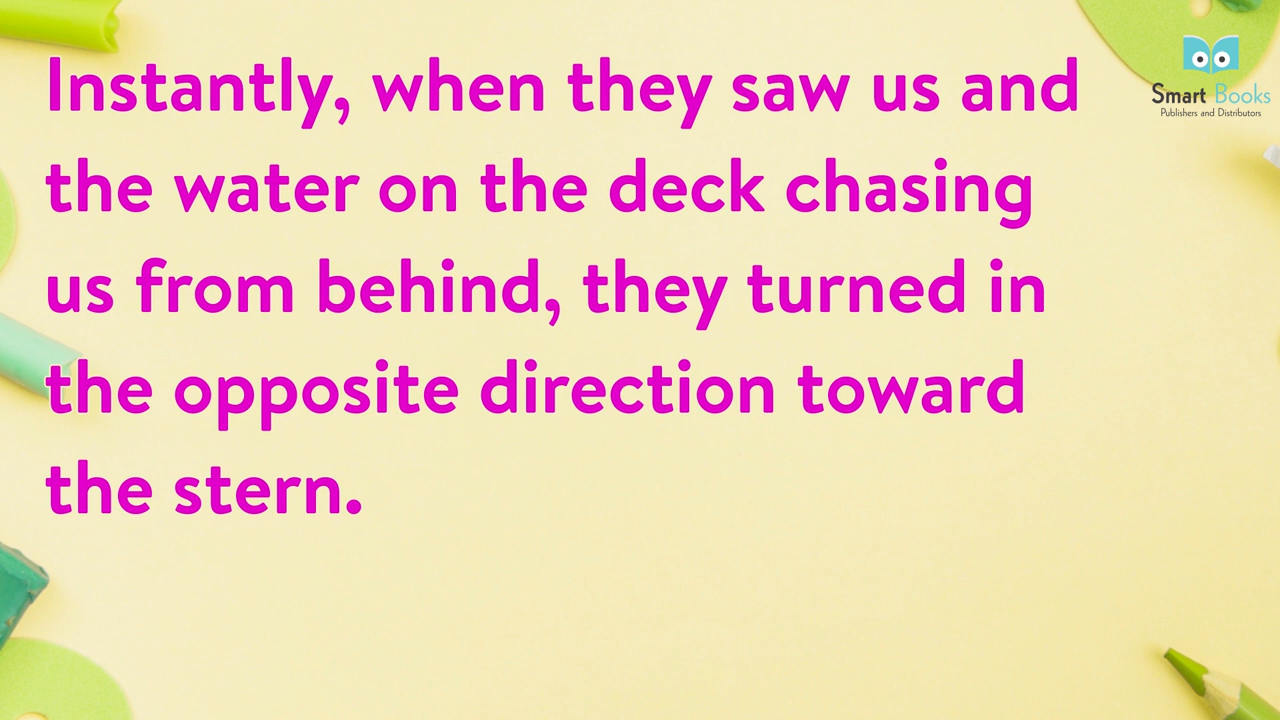 Instantly, when they saw us and
the water on the deck chasing
us from behind, they turned in
the opposite direction toward
the stern.
Smart Books
Publishers and Distributors